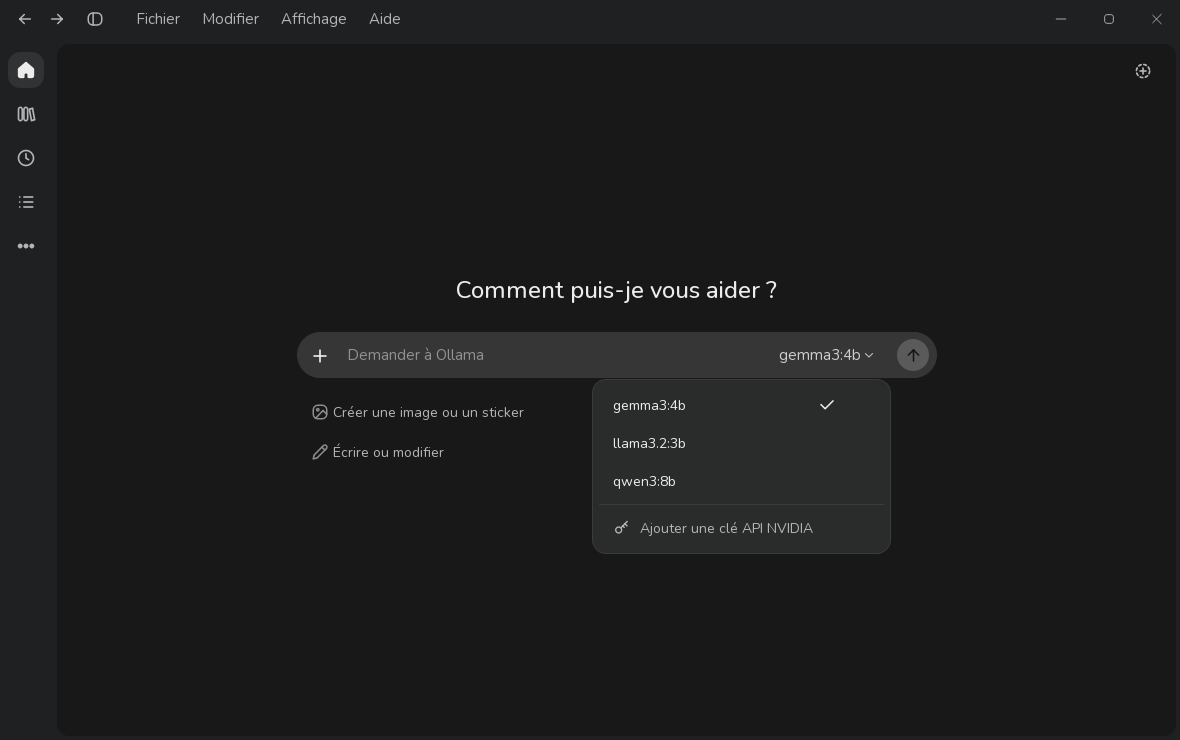 Fichier Modifier Affichage Aide
Comment puis-je vous aider ?
Demander à Ollama gemma3:4b
Créer une image ou un sticker
Écrire ou modifier
gemma3:4b
llama3.2:3b
qwen3:8b
Ajouter une clé API NVIDIA